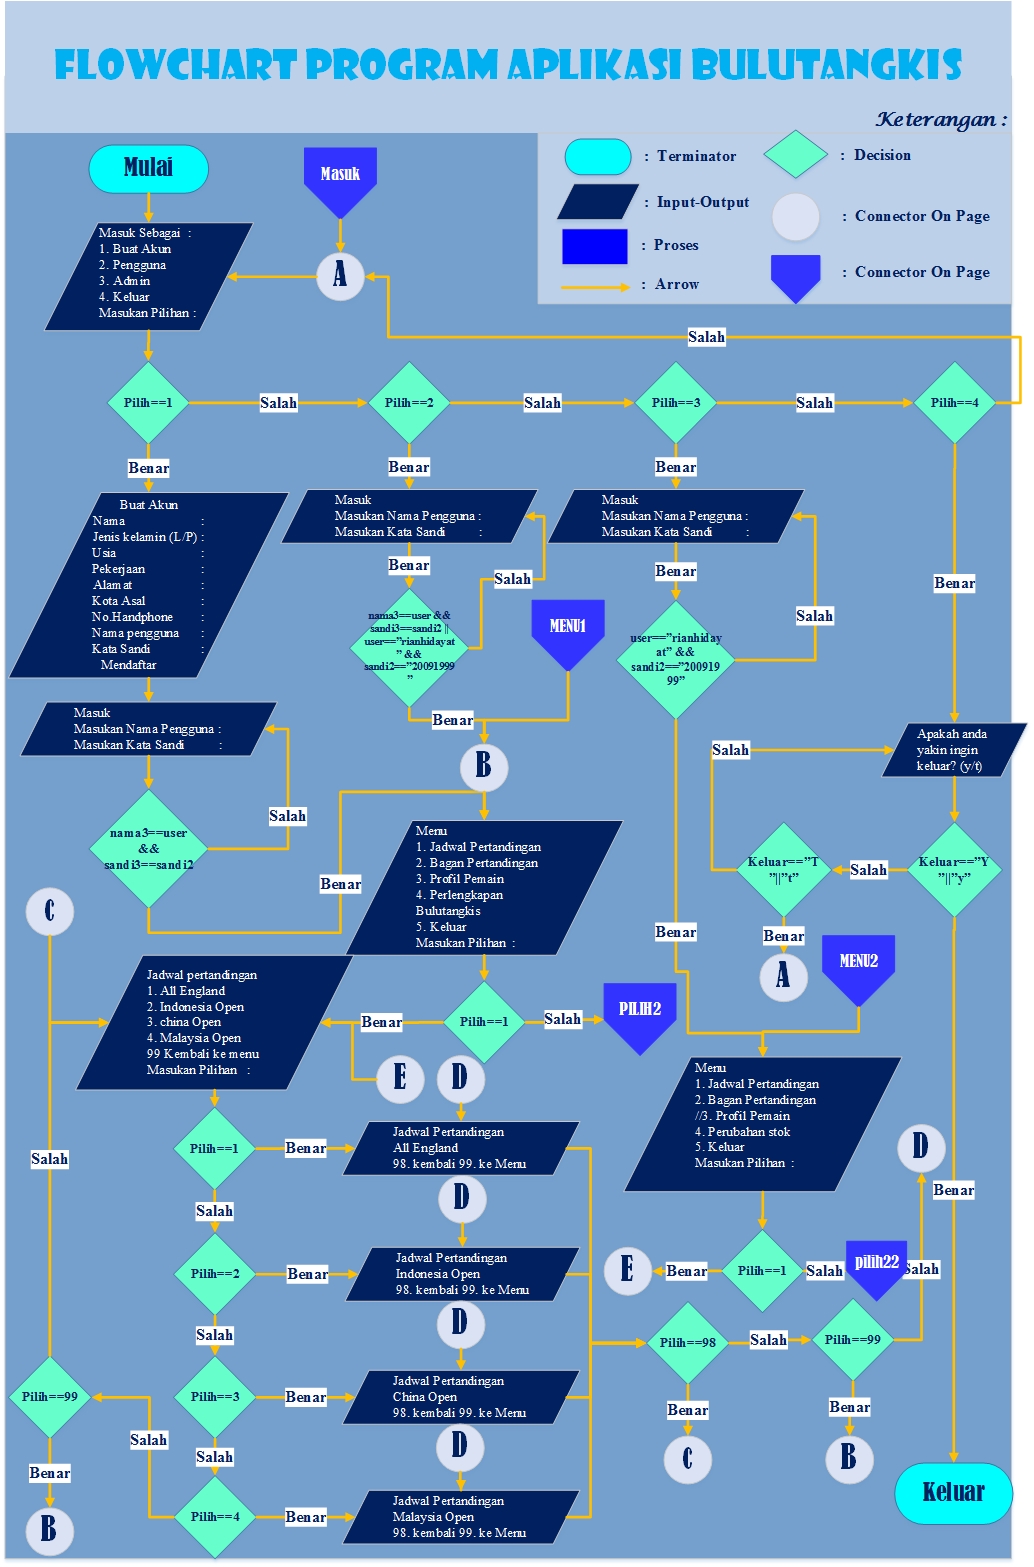 FLOWCHART PROGRAM APLIKASI BULUTANGKIS
Keterangan :
: Terminator
: Decision
: Input-Output
: Connector On Page
: Proses
: Connector On Page
: Arrow
Mulai
Masuk
A
Masuk Sebagai :
1. Buat Akun
2. Pengguna
3. Admin
4. Keluar
Masukan Pilihan :
Salah
Pilih==1
Salah
Pilih==2
Salah
Pilih==3
Salah
Pilih==4
Benar
Benar
Benar
Benar
Buat Akun
Nama :
Jenis kelamin (L/P) :
Usia :
Pekerjaan :
Alamat :
Kota Asal :
No.Handphone :
Nama pengguna :
Kata Sandi :
Mendaftar
Masuk
Masukan Nama Pengguna :
Masukan Kata Sandi :
Benar
Salah
nama3==user &&
sandi3==sandi2 ||
user=="rianhidayat
" &&
sandi2=="20091999
"
MENU1
Benar
B
Masuk
Masukan Nama Pengguna :
Masukan Kata Sandi :
Benar
Salah
user=="rianhiday
at" &&
sandi2=="200919
99"
Masuk
Masukan Nama Pengguna :
Masukan Kata Sandi :
Salah
nama3==user
&&
sandi3==sandi2
Benar
Apakah anda
yakin ingin
keluar? (y/t)
Salah
Keluar=="T
"||"t"
Salah
Keluar=="Y
"||"y"
Benar
A
Benar
MENU2
Menu
1. Jadwal Pertandingan
2. Bagan Pertandingan
3. Profil Pemain
4. Perlengkapan
Bulutangkis
5. Keluar
Masukan Pilihan :
C
Jadwal pertandingan
1. All England
2. Indonesia Open
3. china Open
4. Malaysia Open
99 Kembali ke menu
Masukan Pilihan :
Benar
Pilih==1
Salah
PILIH2
E
D
Menu
1. Jadwal Pertandingan
2. Bagan Pertandingan
//3. Profil Pemain
4. Perubahan stok
5. Keluar
Masukan Pilihan :
Salah
Pilih==1
Benar
Jadwal Pertandingan
All England
98. kembali 99. ke Menu
D
Benar
D
Salah
Pilih==2
Benar
Jadwal Pertandingan
Indonesia Open
98. kembali 99. ke Menu
E
Benar
Pilih==1
Salah
pilih22
Salah
D
Salah
Pilih==98
Salah
Pilih==99
Pilih==99
Pilih==3
Benar
Jadwal Pertandingan
China Open
98. kembali 99. ke Menu
Benar
Benar
Salah
Salah
D
C
B
Benar
Keluar
B
Pilih==4
Benar
Jadwal Pertandingan
Malaysia Open
98. kembali 99. ke Menu